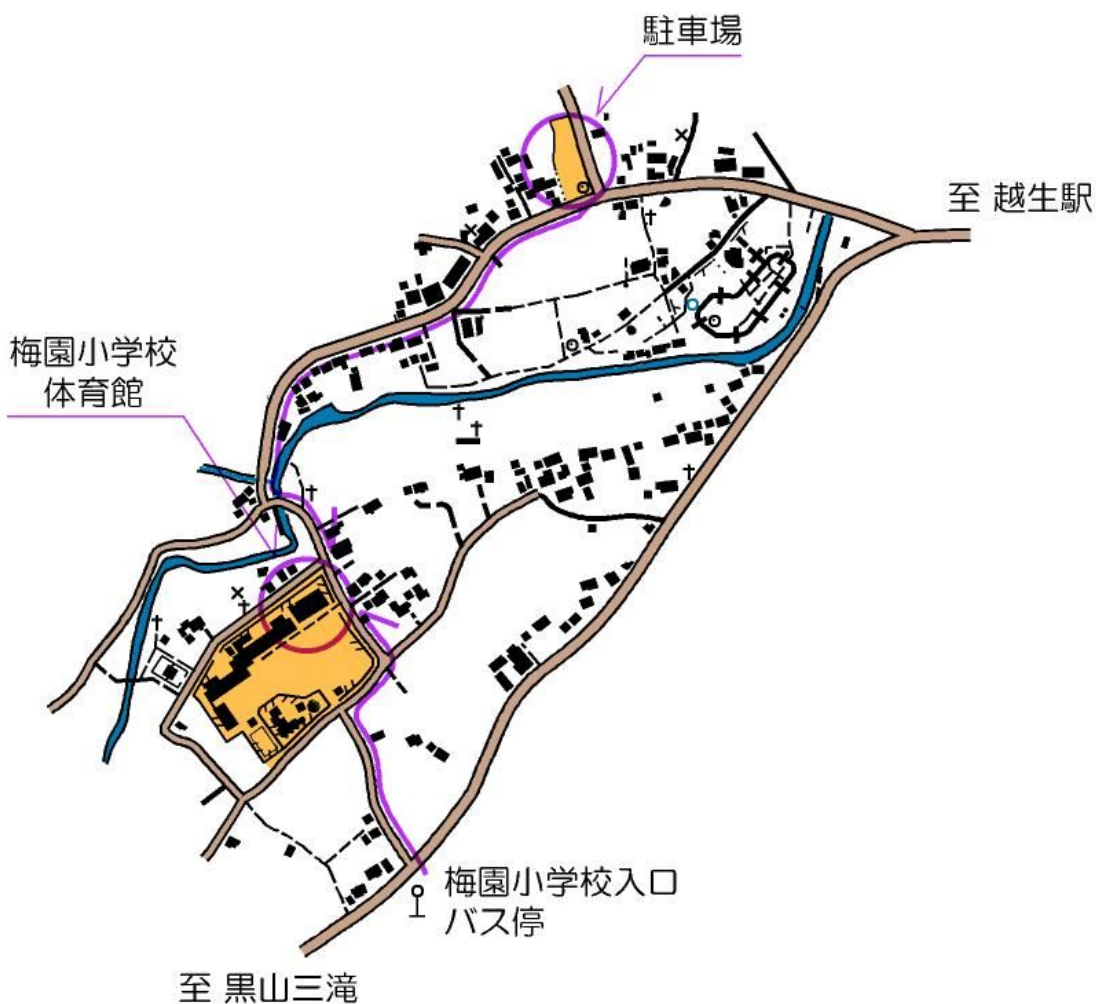 駐車場
至 越生駅
梅園小学校
体育館
梅園小学校入口
バス停
至 黒山三滝